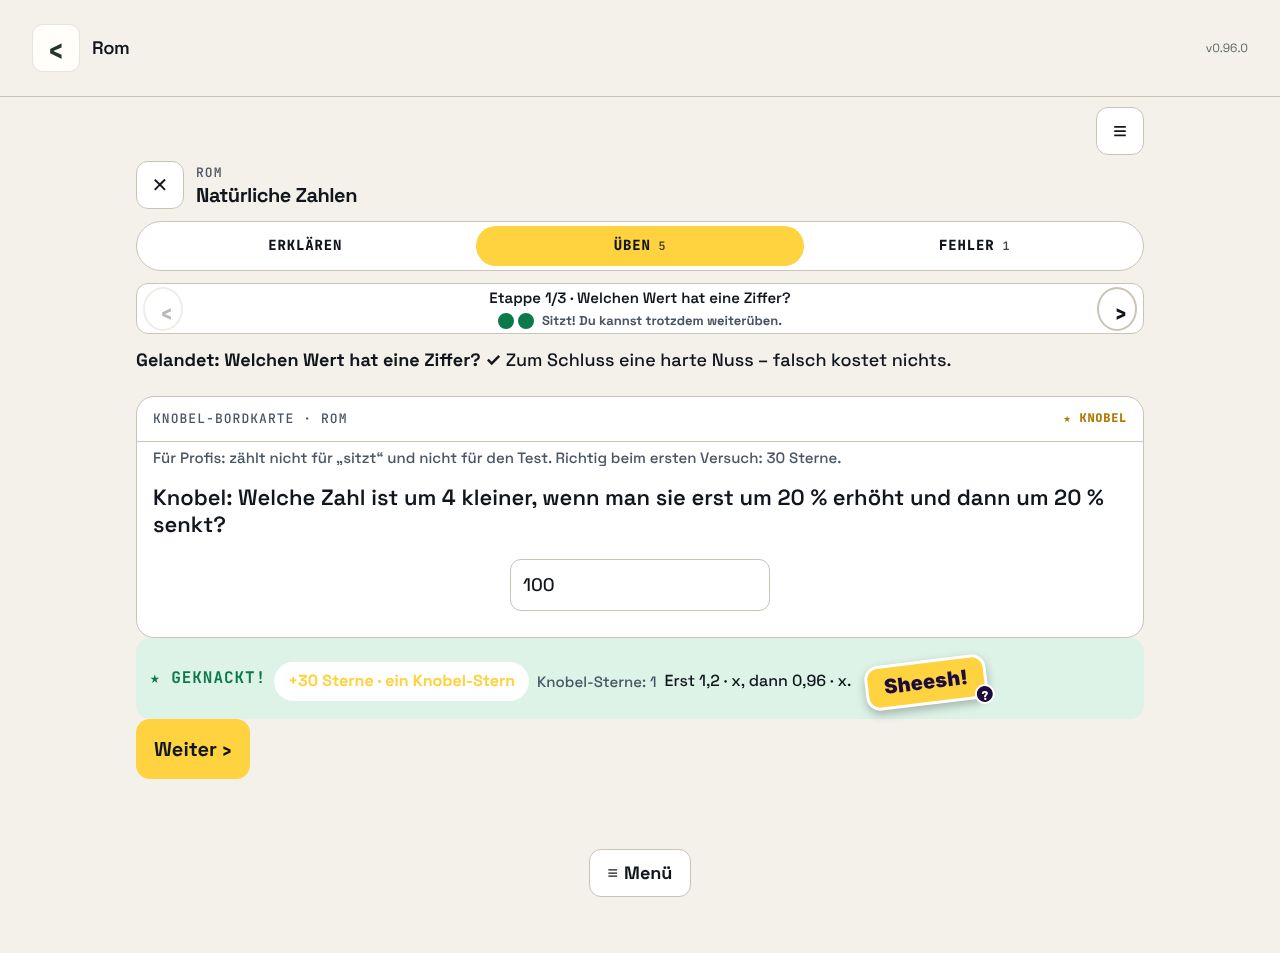 <
Rom
v0.96.0
≡
✕
ROM
Natürliche Zahlen
ERKLÄREN
ÜBEN 5
FEHLER 1
<
Etappe 1/3 · Welchen Wert hat eine Ziffer?
Sitzt! Du kannst trotzdem weiterüben.
>
Gelandet: Welchen Wert hat eine Ziffer? ✓ Zum Schluss eine harte Nuss – falsch kostet nichts.
KNOBEL-BORDKARTE · ROM
★ KNOBEL
Für Profis: zählt nicht für „sitzt“ und nicht für den Test. Richtig beim ersten Versuch: 30 Sterne.
Knobel: Welche Zahl ist um 4 kleiner, wenn man sie erst um 20 % erhöht und dann um 20 %
senkt?
100
★ GEKNACKT!
+30 Sterne · ein Knobel-Stern
Knobel-Sterne: 1
Erst 1,2 · x, dann 0,96 · x.
Sheesh!
?
Weiter >
≡ Menü